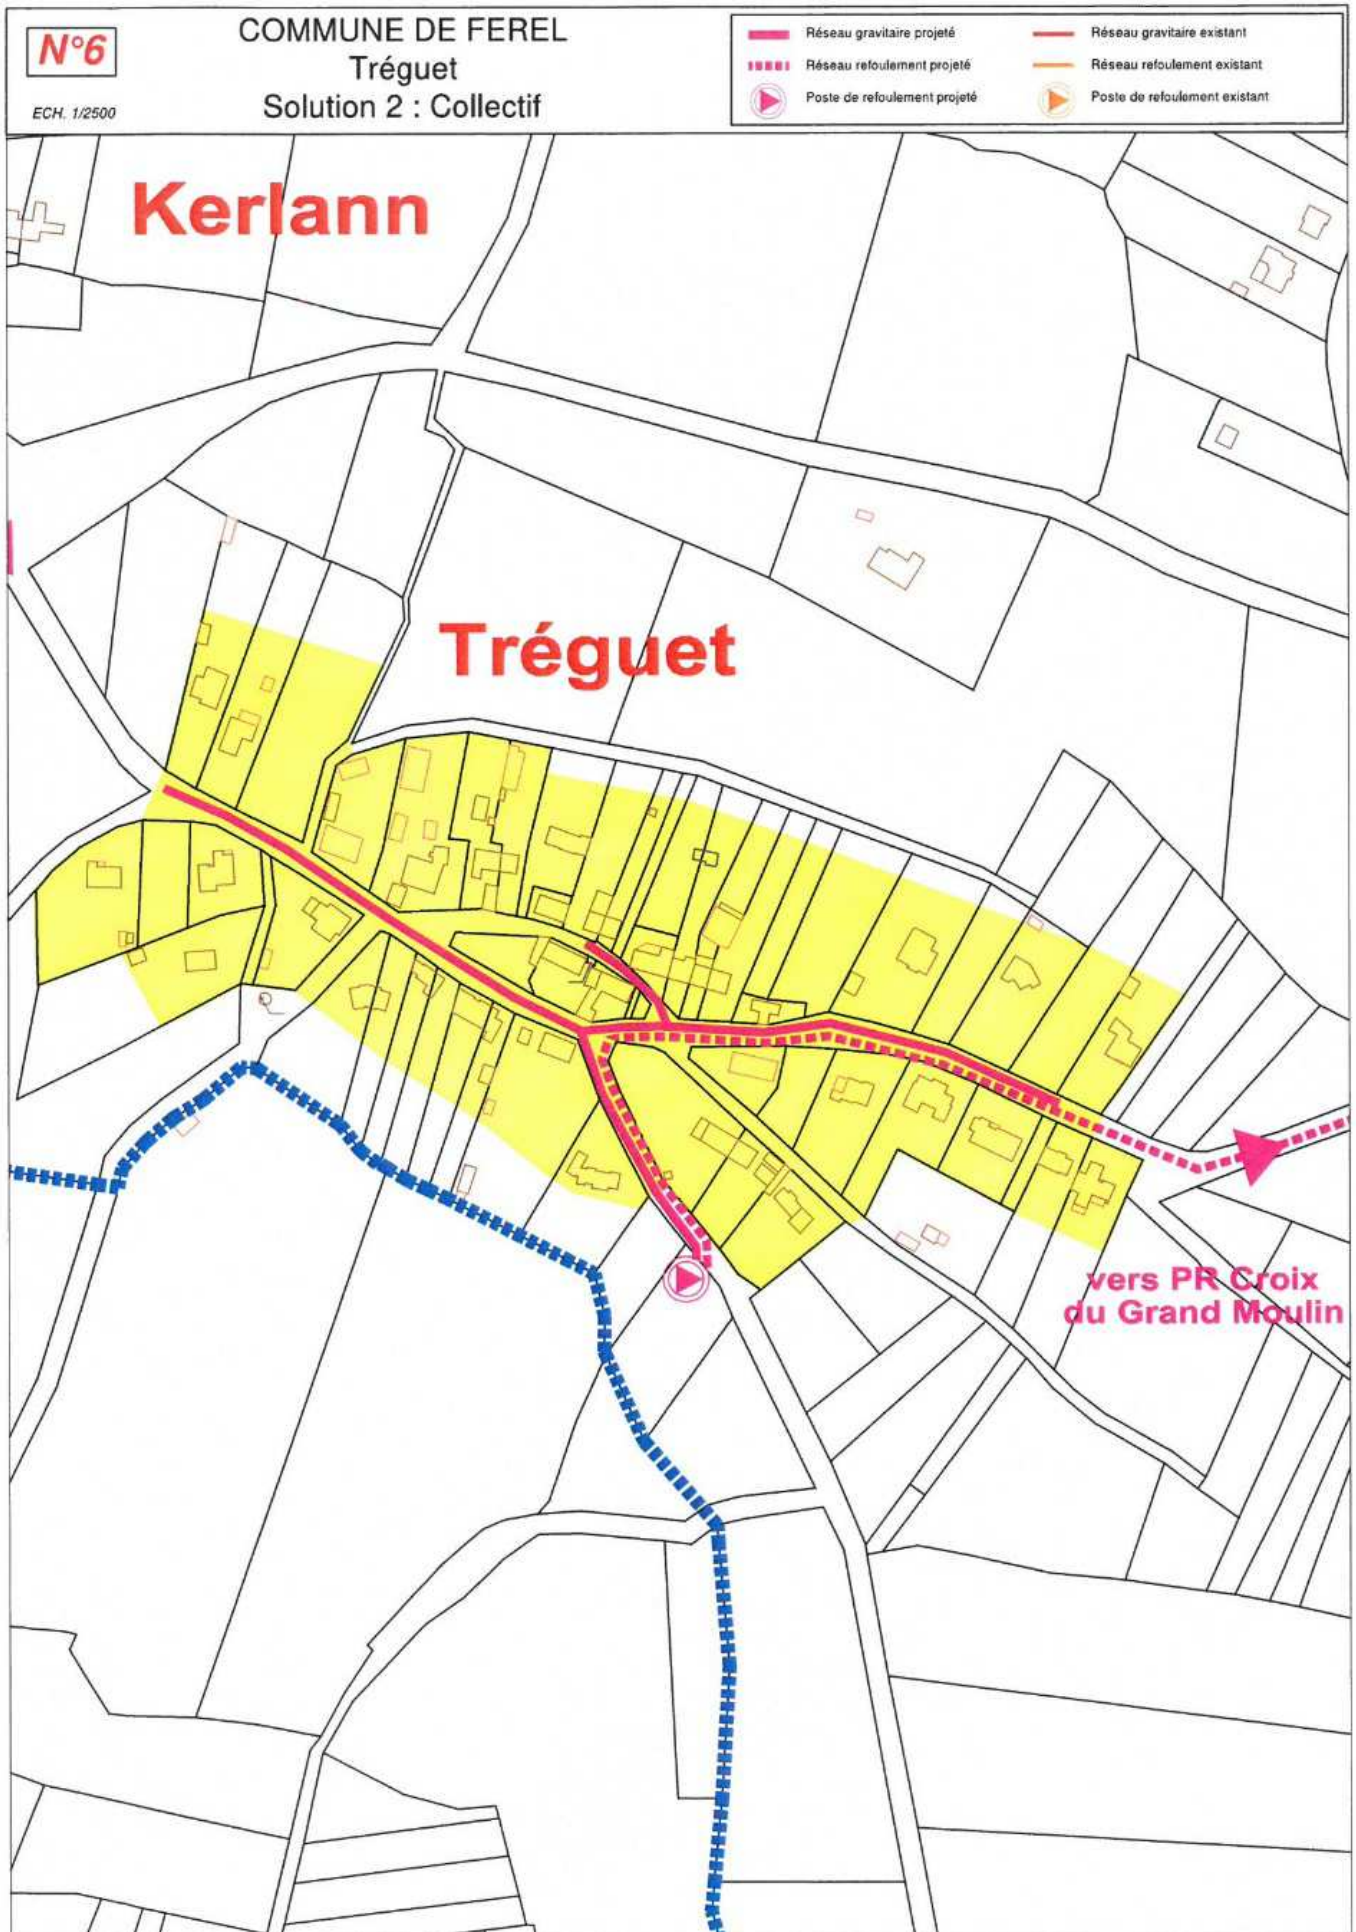 N°6
ECH. 1/2500
COMMUNE DE FEREL
Tréguet
Solution 2 : Collectif
Réseau gravitaire projeté
Réseau refoulement projeté
Poste de refoulement projeté
Réseau gravitaire existant
Réseau refoulement existant
Poste de refoulement existant
Kerlann
Tréguet
vers PR Croix
du Grand Moulin